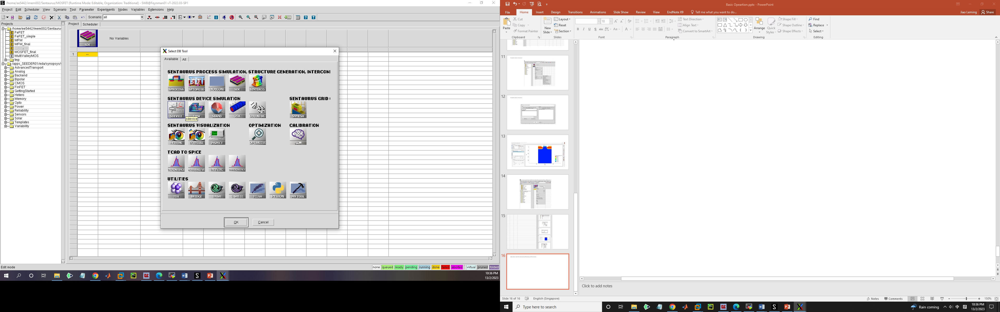 /home/ee5442/imem002/Sentaurus/MOSFET (Runtime Mode: Editable, Organization: Traditional) - SWB@Feynman01 vT-2022.03-SP1
Project Edit Scheduler View Scenario Tool Parameter Experiments Nodes Variables Extensions Help
Scenario: all
Projects
/home/ee5442/imem002/Sentaurus
FeFET
FeFET_simple
MFM
MFM_final
MOSFET_final
MultiValleyMOS
tmp
/apps_SEEDER01/eda/synopsys/s
AdvancedTransport
Analog
Backend
Bipolar
CMOS
FinFET
GettingStarted
Hetero
Memory
Opto
Power
Reliability
Sensors
Solar
Templates
Variability
Project Scheduler
SDE
No Variables
1 --
Select DB Tool
Available All
SENTAURUS PROCESS SIMULATION, STRUCTURE GENERATION, INTERCON
SPROCESS SPTOPO3D (NO ICON) SDE SINTERCO.
SENTAURUS DEVICE SIMULATION SENTAURUS GRID
SDEVICE EMW SBAND QTX GARAND MC SNMESH
sdevice
SENTAURUS VISUALIZATION OPTIMIZATION CALIBRATION
SVISUAL SVISUAL INSPECT OPTIMIZER SCW
TCAD TO SPICE
GARAND VE MYSTIC
UTILITIES
TDX BRIDGE BASH C SHELL TCLSH PYTHON MY TOOL
OK Cancel
Edit mode
none queued ready pending running done failed aborted virtual pruned folded
10:36 PM
13/2/2023
Basic Opeartion.pptx - PowerPoint
File Home Insert Design Transitions Animations Slide Show Review View EndNote X9 Tell me what you want to do... Jiao Leming Share
Paste
Cut
Copy
Format Painter
Clipboard
New Slide
Layout
Reset
Section
Slides
18
Font
Text Direction
Align Text
Convert to SmartArt
Paragraph
Arrange
Quick Styles
Shape Fill
Shape Outline
Shape Effects
Drawing
Find
Replace
Select
Editing
11
12
13
14
15
16
Click to add notes
Slide 16 of 16 English (Singapore) Notes Comments 150%
Type here to search
Rain coming
中
10:36 PM
13/2/2023